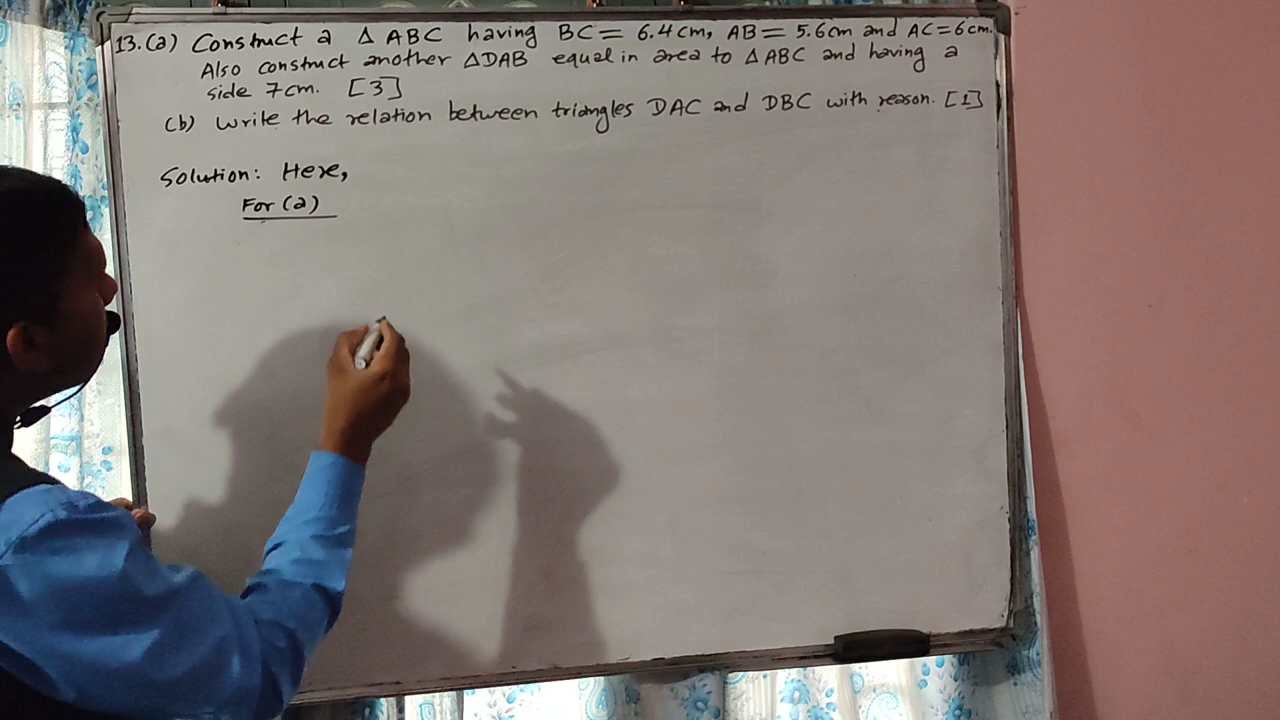 13.(a) Construct a △ ABC having BC = 6.4cm, AB = 5.6cm and AC=6cm.
Also construct another △DAB equal in area to △ABC and having a
side 7cm. [3]
(b) Write the relation between triangles DAC and DBC with reason. [1]
Solution: Here,
For (a)